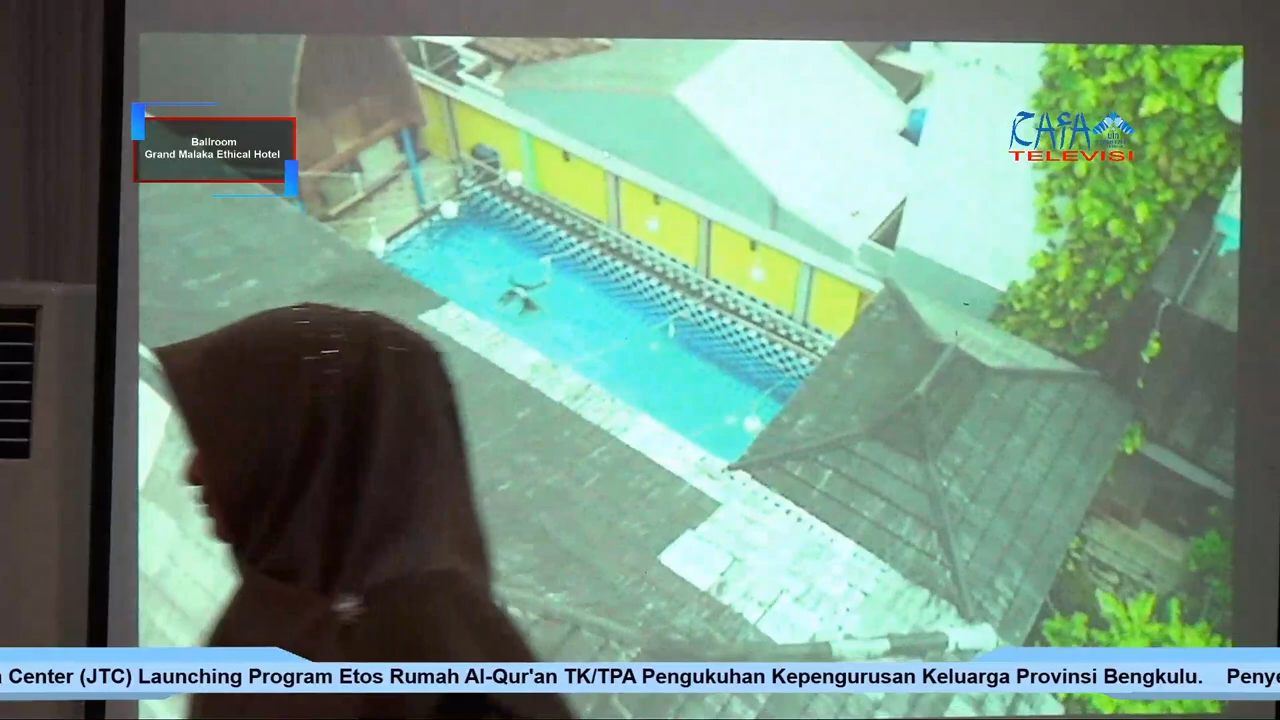 Ballroom
Grand Malaka Ethical Hotel
CAFA
TELEVISI
Center (JTC) Launching Program Etos Rumah Al-Qur'an TK/TPA Pengukuhan Kepengurusan Keluarga Provinsi Bengkulu.